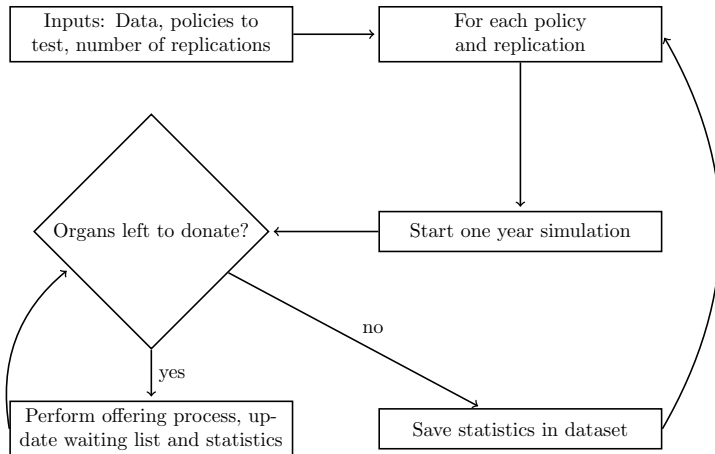 Inputs: Data, policies to
test, number of replications
For each policy
and replication
Organs left to donate?
Start one year simulation
no
yes
Perform offering process, up-
date waiting list and statistics
Save statistics in dataset